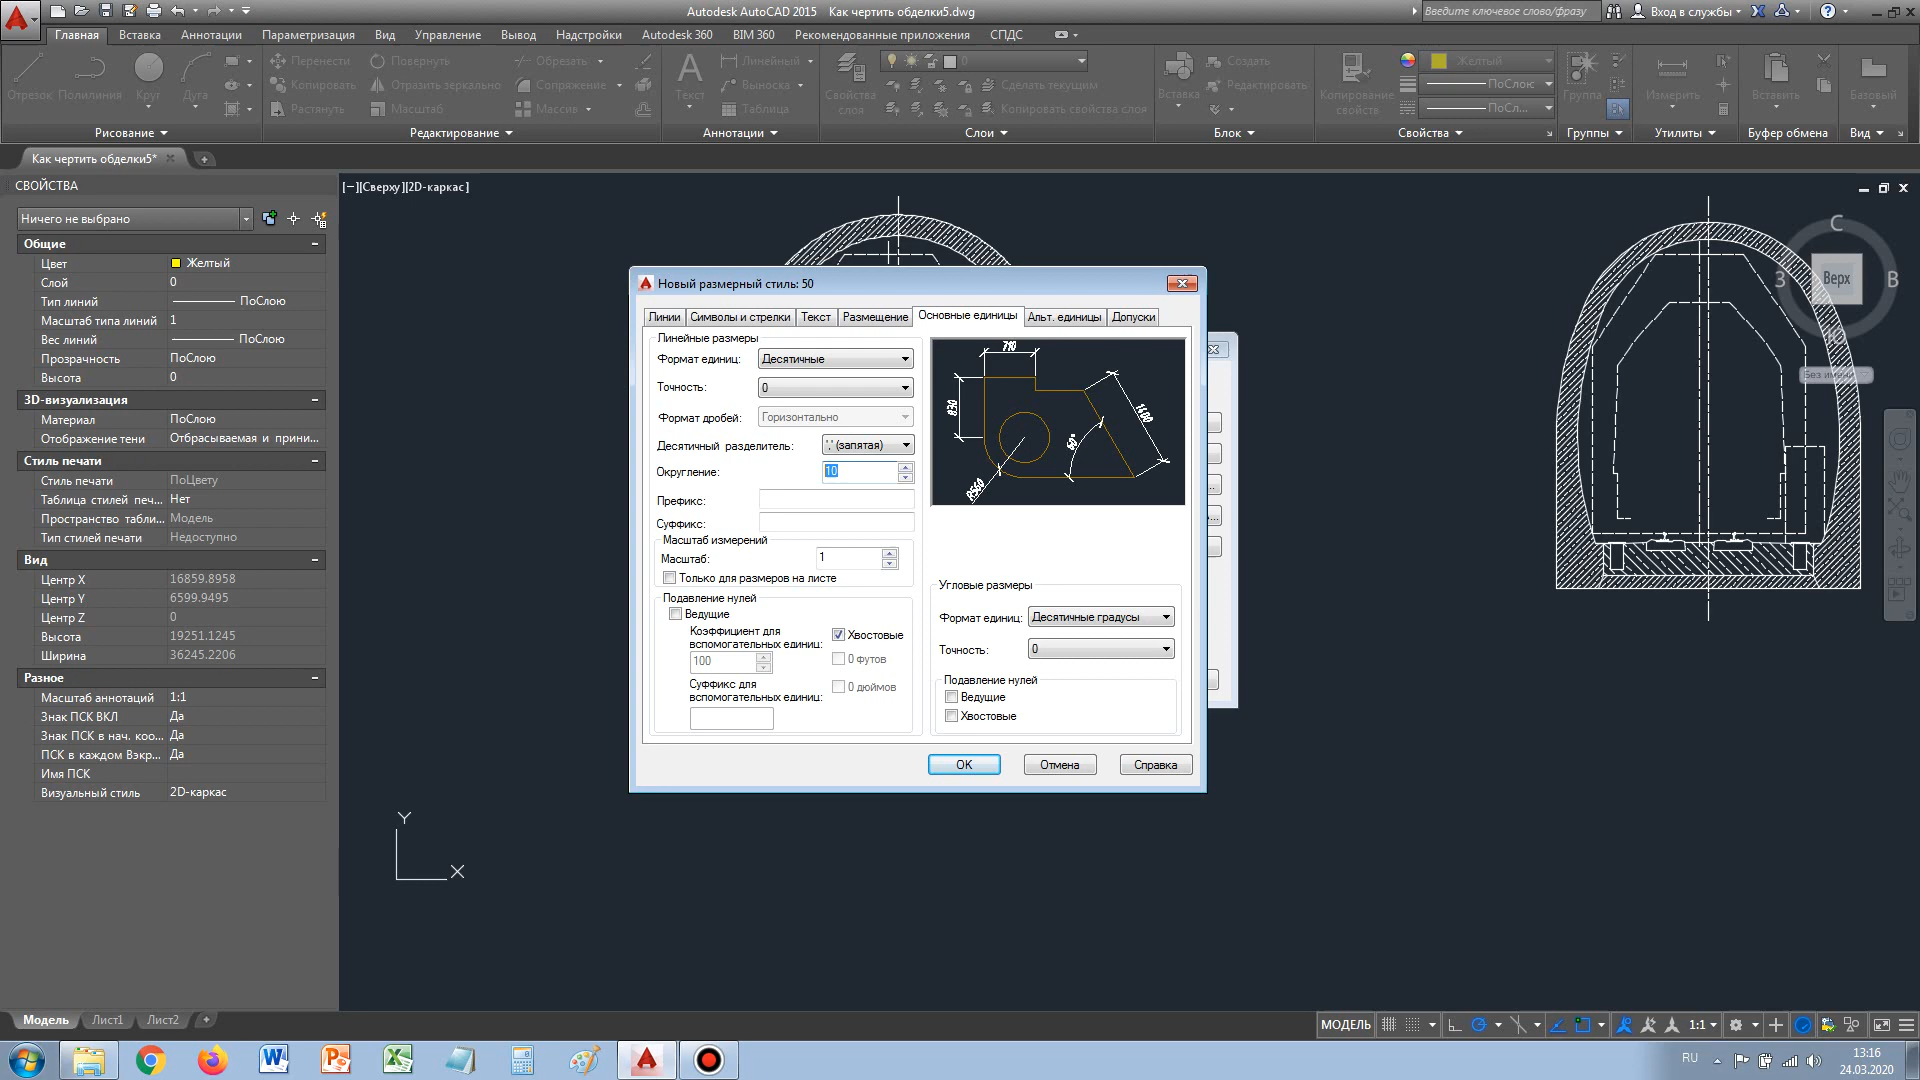 Autodesk AutoCAD 2015 Как чертить обделки5.dwg
Введите ключевое слово/фразу
Вход в службы
Главная Вставка Аннотации Параметризация Вид Управление Вывод Надстройки Autodesk 360 BIM 360 Рекомендованные приложения СПДС
Отрезок Полилиния Круг Дуга
Перенести Повернуть Обрезать
Копировать Отразить зеркально Сопряжение
Растянуть Масштаб Массив
Текст
Линейный
Выноска
Таблица
Свойства слоя
0
Сделать текущим
Копировать свойства слоя
Вставка
Создать
Редактировать
Копирование свойств
Желтый
ПоСлою
ПоСл...
Группа
Измерить
Вставить
Базовый
Рисование Редактирование Аннотации Слои Блок Свойства Группы Утилиты Буфер обмена Вид
Как чертить обделки5*
СВОЙСТВА
[−][Сверху][2D-каркас]
Ничего не выбрано
Общие
Цвет Желтый
Слой 0
Тип линий ПоСлою
Масштаб типа линий 1
Вес линий ПоСлою
Прозрачность ПоСлою
Высота 0
3D-визуализация
Материал ПоСлою
Отображение тени Отбрасываемая и прини...
Стиль печати
Стиль печати ПоЦвету
Таблица стилей печ... Нет
Пространство табли... Модель
Тип стилей печати Недоступно
Вид
Центр X 16859.8958
Центр Y 6599.9495
Центр Z 0
Высота 19251.1245
Ширина 36245.2206
Разное
Масштаб аннотаций 1:1
Знак ПСК ВКЛ Да
Знак ПСК в нач. коо... Да
ПСК в каждом Вэкр... Да
Имя ПСК
Визуальный стиль 2D-каркас
Новый размерный стиль: 50
Линии Символы и стрелки Текст Размещение Основные единицы Альт. единицы Допуски
Линейные размеры
Формат единиц: Десятичные
Точность: 0
Формат дробей: Горизонтально
Десятичный разделитель: ',' (запятая)
Округление: 10
Префикс:
Суффикс:
Масштаб измерений
Масштаб: 1
Только для размеров на листе
Подавление нулей
Ведущие
Коэффициент для вспомогательных единиц:
100
Хвостовые
0 футов
Суффикс для вспомогательных единиц:
0 дюймов
710
830
1400
60°
R560
Угловые размеры
Формат единиц: Десятичные градусы
Точность: 0
Подавление нулей
Ведущие
Хвостовые
OK Отмена Справка
С
З Верх В
Ю
Без имени
Y
X
Модель Лист1 Лист2
МОДЕЛЬ 1:1
RU
13:16
24.03.2020